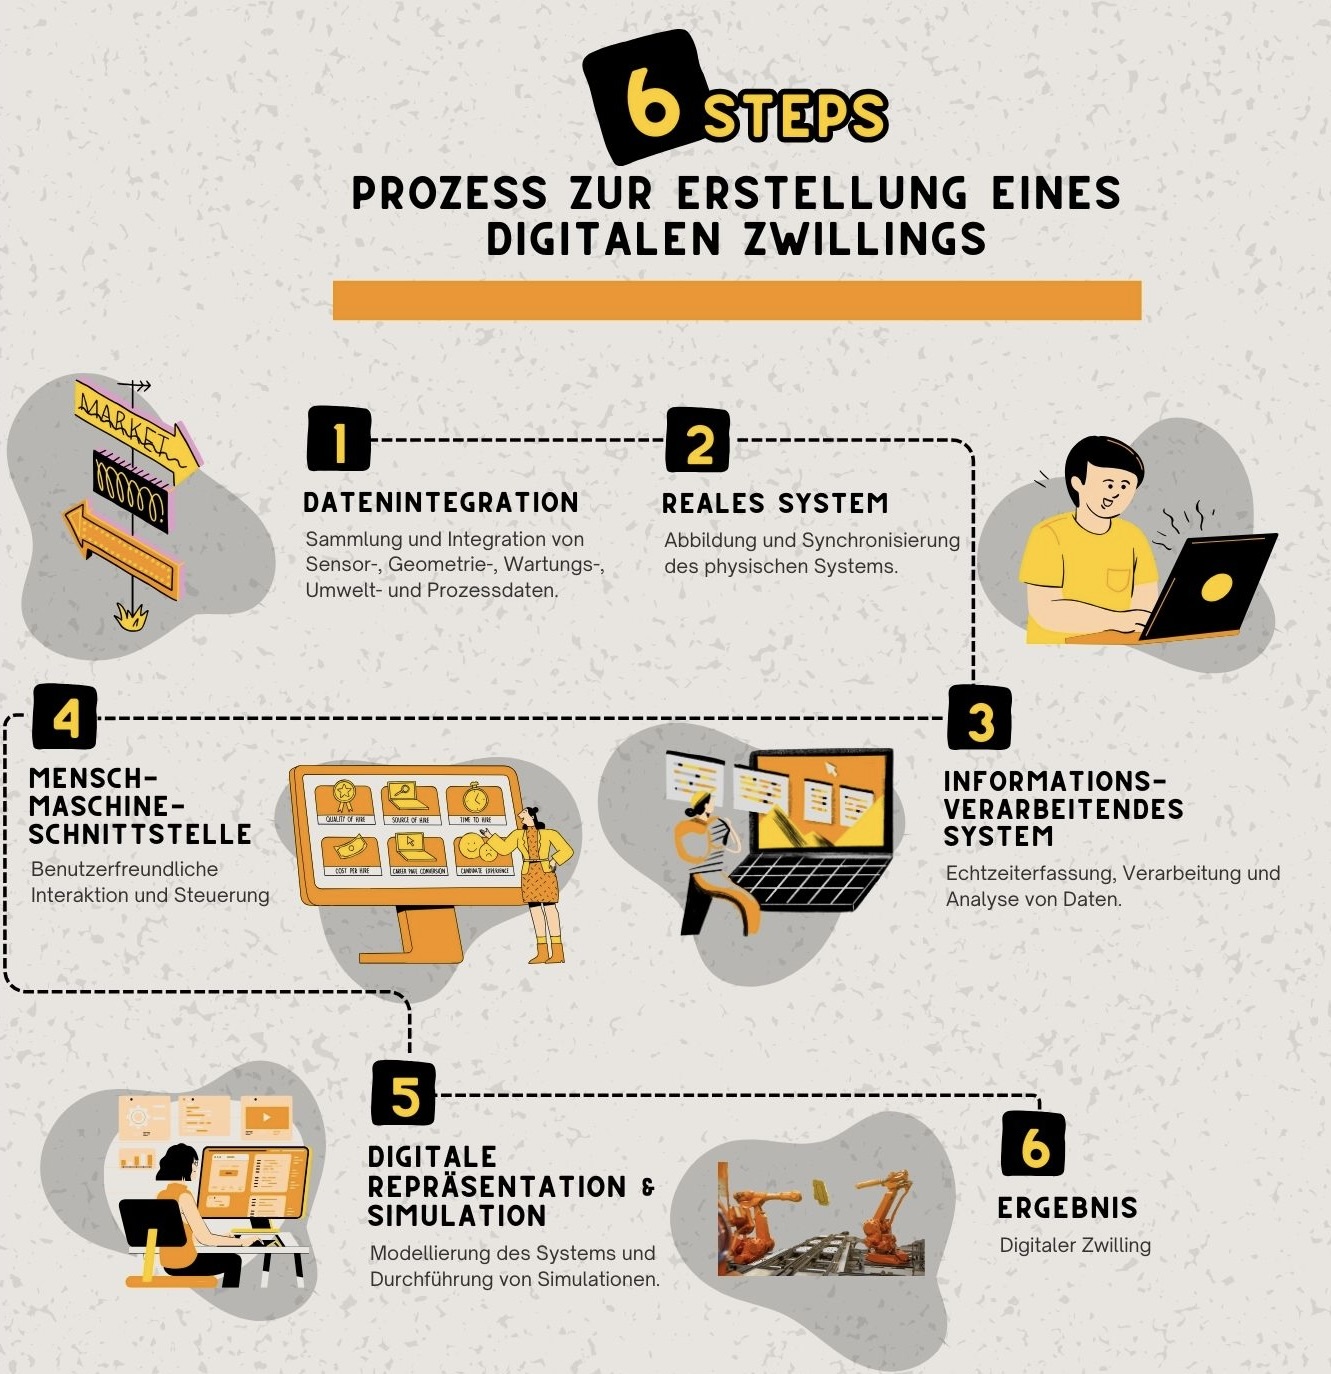 6 STEPS
PROZESS ZUR ERSTELLUNG EINES
DIGITALEN ZWILLINGS
MARKET
1
DATENINTEGRATION
Sammlung und Integration von
Sensor-, Geometrie-, Wartungs-,
Umwelt- und Prozessdaten.
2
REALES SYSTEM
Abbildung und Synchronisierung
des physischen Systems.
3
INFORMATIONS-
VERARBEITENDES
SYSTEM
Echtzeiterfassung, Verarbeitung und
Analyse von Daten.
4
MENSCH-
MASCHINE-
SCHNITTSTELLE
Benutzerfreundliche
Interaktion und Steuerung
QUALITY OF HIRE
SOURCE OF HIRE
TIME TO HIRE
COST PER HIRE
CAREER PAGE CONVERSION
CANDIDATE EXPERIENCE
5
DIGITALE
REPRÄSENTATION &
SIMULATION
Modellierung des Systems und
Durchführung von Simulationen.
6
ERGEBNIS
Digitaler Zwilling